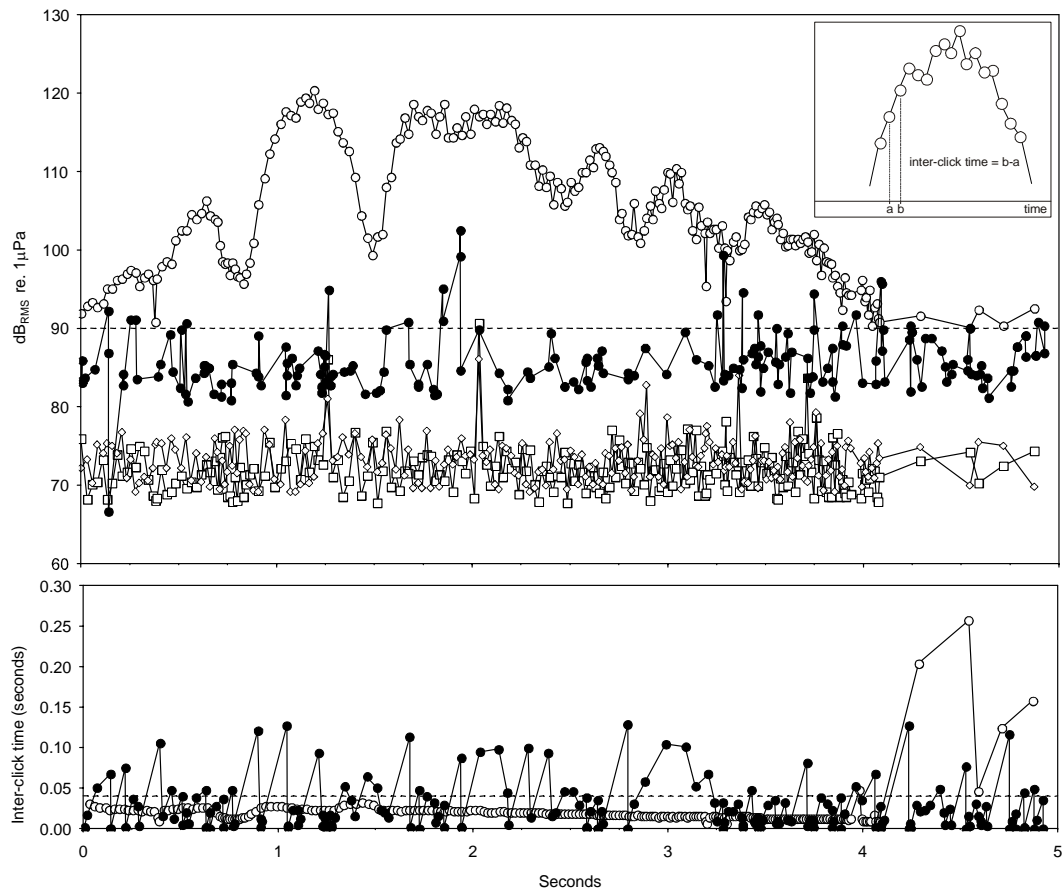 130
120
110
100
90
80
70
60
dB_RMS re. 1μPa
inter-click time = b-a
a b
time
0.30
0.25
0.20
0.15
0.10
0.05
0.00
Inter-click time (seconds)
0 1 2 3 4 5
Seconds